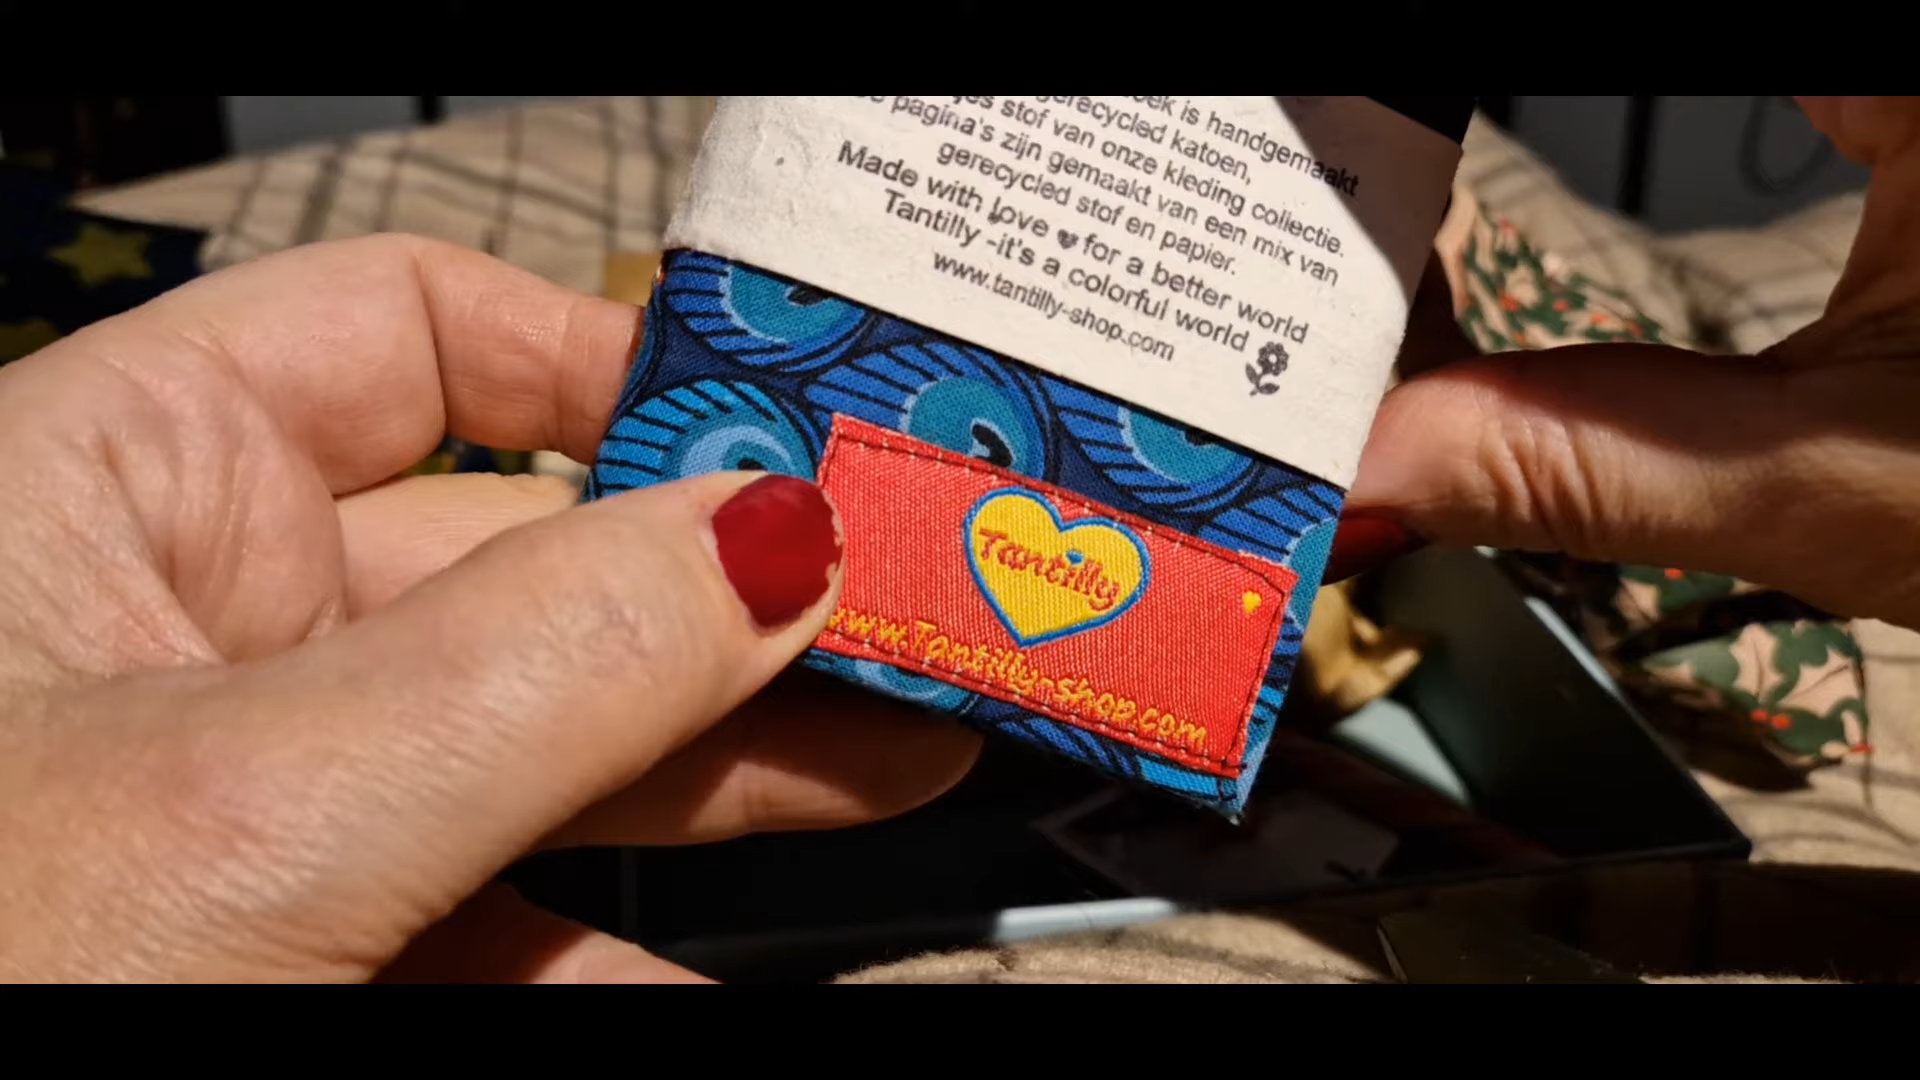 is handgemaakt
gerecycled katoen,
stof van onze kleding collectie.
pagina's zijn gemaakt van een mix van
gerecycled stof en papier.
Made with love for a better world
Tantilly -it's a colorful world
www.tantilly-shop.com
Tantilly
www.Tantilly-shop.com